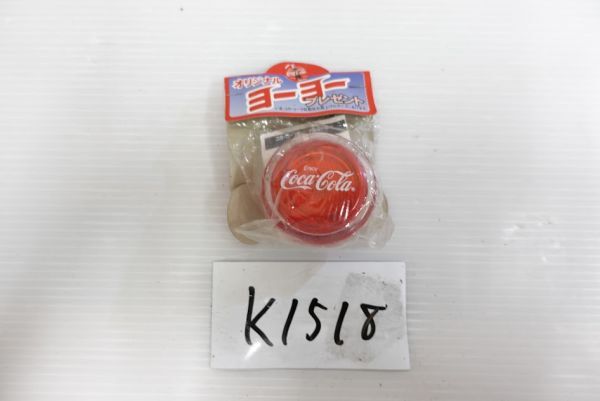 オリジナル
ヨーヨー
プレゼント
Enjoy
Coca-Cola
K1518